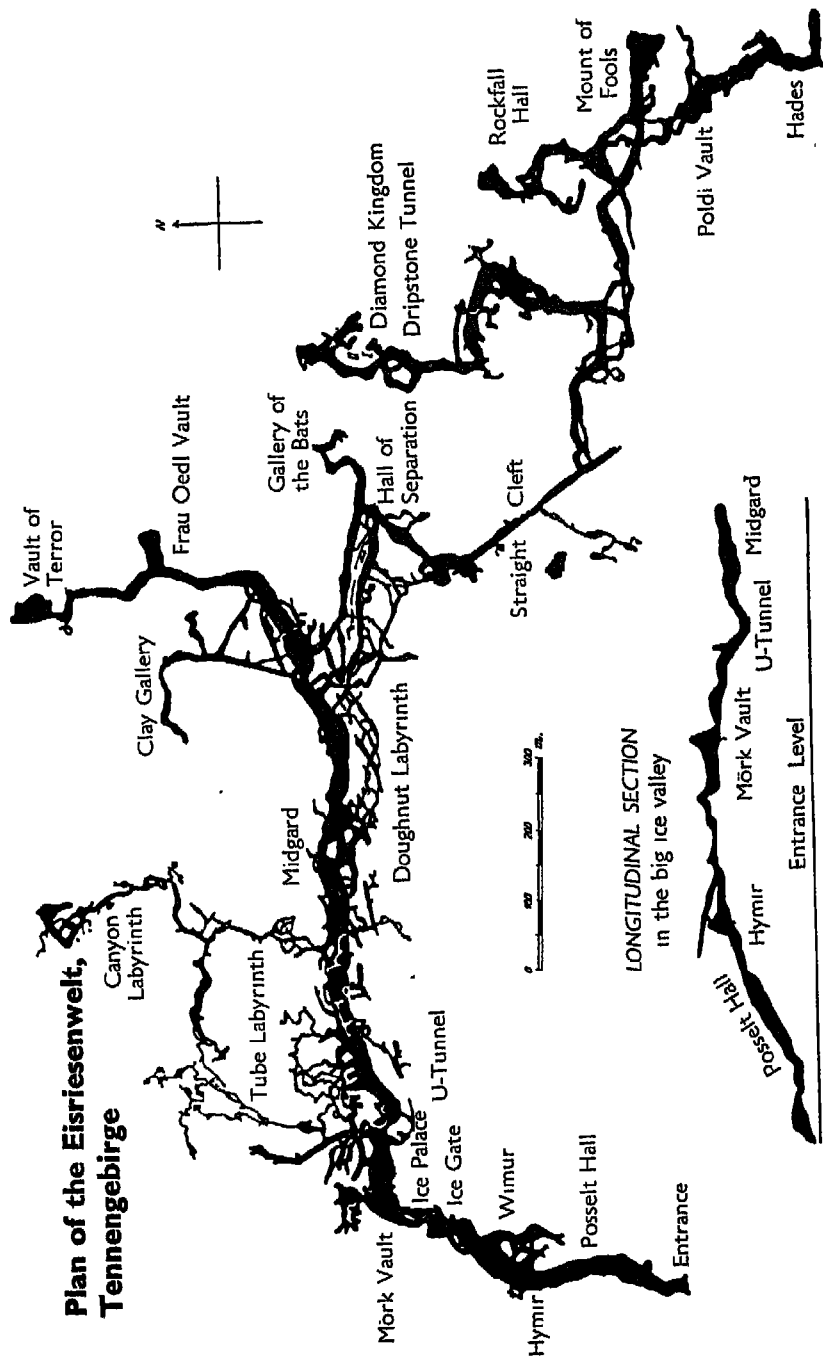 Plan of the Eisriesenwelt,
Tennengebirge
N
Vault of
Terror
Frau Oedl Vault
Clay Gallery
Gallery of
the Bats
Hall of
Separation
Diamond Kingdom
Dripstone Tunnel
Rockfall
Hall
Mount of
Fools
Poldi Vault
Hades
Canyon
Labyrinth
Tube Labyrinth
Midgard
Doughnut Labyrinth
Straight Cleft
U-Tunnel
Ice Palace
Ice Gate
Mörk Vault
Wimur
Hymir
Posselt Hall
Entrance
0 100 200 300 m.
LONGITUDINAL SECTION
in the big ice valley
Posselt Hall
Hymir
Mörk Vault
U-Tunnel
Midgard
Entrance Level